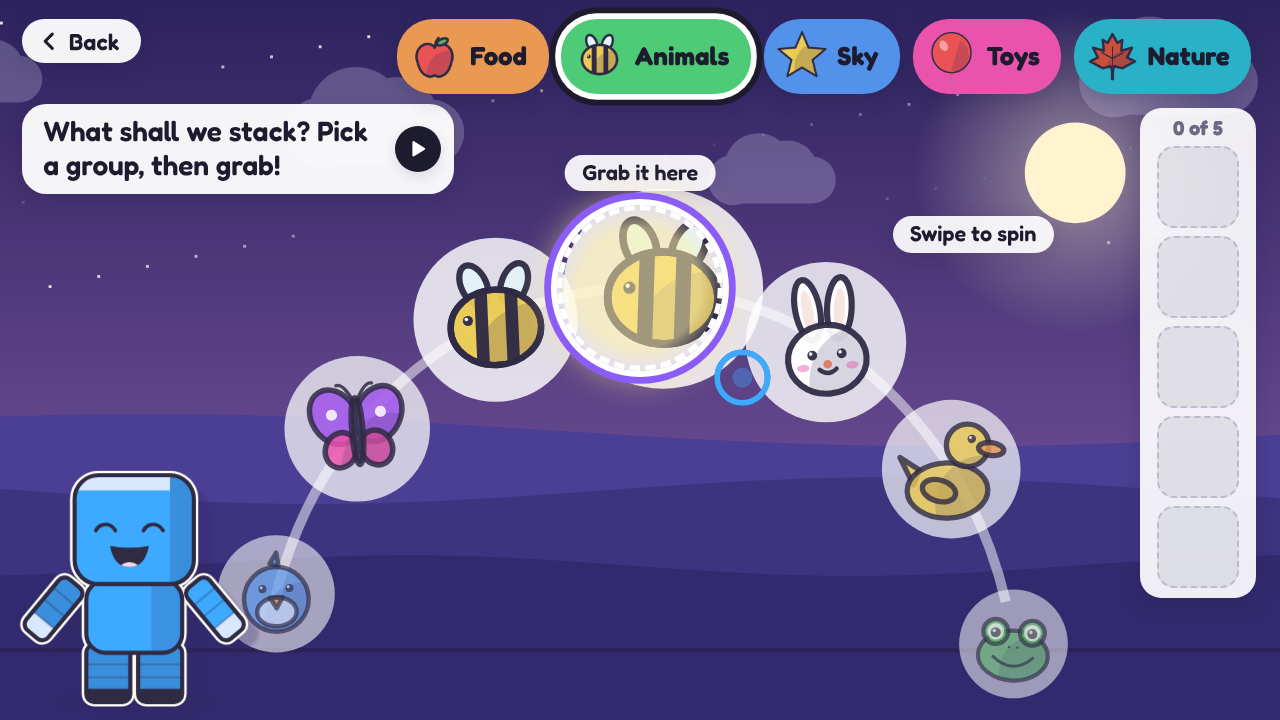 Back
Food
Animals
Sky
Toys
Nature
What shall we stack? Pick
a group, then grab!
0 of 5
Grab it here
Swipe to spin